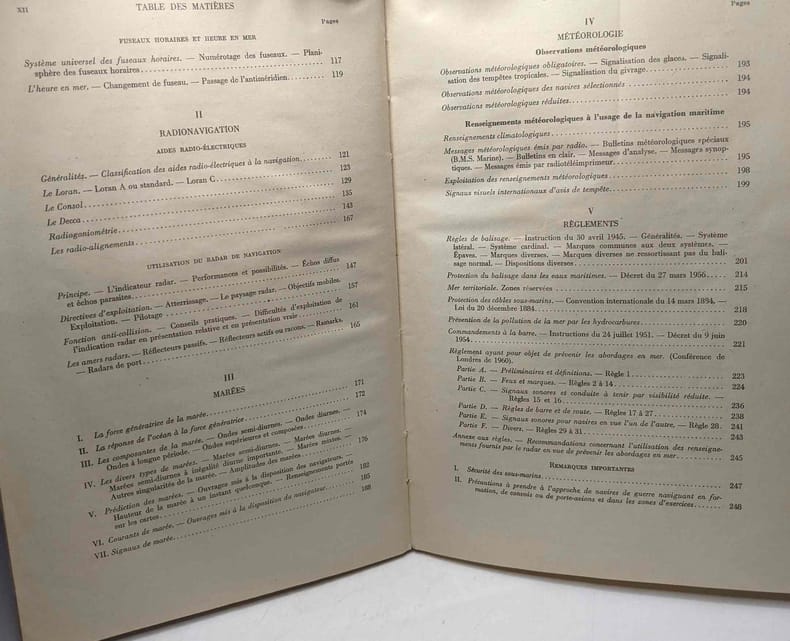 XII
TABLE DES MATIÈRES
Pages
FUSEAUX HORAIRES ET HEURE EN MER
Système universel des fuseaux horaires. — Numérotage des fuseaux. — Plani-
sphère des fuseaux horaires 117
L'heure en mer. — Changement de fuseau. — Passage de l'antiméridien 119
II
RADIONAVIGATION
AIDES RADIO-ÉLECTRIQUES
Généralités. — Classification des aides radio-électriques à la navigation 121
Le Loran. — Loran A ou standard. — Loran C 123
Le Consol 129
Le Decca 135
Radiogoniométrie 143
Les radio-alignements 167
UTILISATION DU RADAR DE NAVIGATION
Principe. — L'indicateur radar. — Performances et possibilités. — Échos diffus
et échos parasites 147
Directives d'exploitation. — Atterrissage. — Le paysage radar. — Objectifs mobiles.
Exploitation. — Pilotage 157
Fonction anti-collision. — Conseils pratiques. — Difficultés d'exploitation de
l'indication radar en présentation relative et en présentation vraie 161
Les amers radars. — Réflecteurs passifs. — Réflecteurs actifs ou racons. — Ramarks.
— Radars de port 165
III
MARÉES
I. La force génératrice de la marée 171
II. La réponse de l'océan à la force génératrice 172
III. Les composantes de la marée. — Ondes semi-diurnes. — Ondes diurnes.
Ondes à longue période. — Ondes supérieures et composées 174
IV. Les divers types de marées. — Marées semi-diurnes. — Marées diurnes.
Marées semi-diurnes à inégalité diurne importante. — Marées mixtes. —
Autres singularités de la marée. — Amplitudes des marées 176
V. Prédiction des marées. — Ouvrages mis à la disposition des navigateurs. —
Hauteur de la marée à un instant quelconque. — Renseignements portés
sur les cartes 182
VI. Courants de marée. — Ouvrages mis à la disposition du navigateur 185
VII. Signaux de marée 188
Pages
IV
MÉTÉOROLOGIE
Observations météorologiques
Observations météorologiques obligatoires. — Signalisation des glaces. — Signali-
sation des tempêtes tropicales. — Signalisation du givrage 193
Observations météorologiques des navires sélectionnés 194
Observations météorologiques réduites 194
Renseignements météorologiques à l'usage de la navigation maritime
Renseignements climatologiques 195
Messages météorologiques émis par radio. — Bulletins météorologiques spéciaux
(B.M.S. Marine). — Bulletins en clair. — Messages d'analyse. — Messages synop-
tiques. — Messages émis par radiotéléimprimeur 195
Exploitation des renseignements météorologiques 198
Signaux visuels internationaux d'avis de tempête 199
V
RÈGLEMENTS
Règles de balisage. — Instruction du 30 avril 1945. — Généralités. — Système
latéral. — Système cardinal. — Marques communes aux deux systèmes. —
Épaves. — Marques diverses. — Marques diverses ne ressortissant pas du bali-
sage normal. — Dispositions diverses 201
Protection du balisage dans les eaux maritimes. — Décret du 27 mars 1956 214
Mer territoriale. Zones réservées 215
Protection des câbles sous-marins. — Convention internationale du 14 mars 1884. —
Loi du 20 décembre 1884 218
Prévention de la pollution de la mer par les hydrocarbures 220
Commandements à la barre. — Instructions du 24 juillet 1951. — Décret du 9 juin
1954 221
Règlement ayant pour objet de prévenir les abordages en mer. (Conférence de
Londres de 1960).
Partie A. — Préliminaires et définitions. — Règle 1 223
Partie B. — Feux et marques. — Règles 2 à 14 224
Partie C. — Signaux sonores et conduite à tenir par visibilité réduite. —
Règles 15 et 16 236
Partie D. — Règles de barre et de route. — Règles 17 à 27 238
Partie E. — Signaux sonores pour navires en vue l'un de l'autre. — Règle 28. 241
Partie F. — Divers. — Règles 29 à 31 243
Annexe aux règles. — Recommandations concernant l'utilisation des renseigne-
ments fournis par le radar en vue de prévenir les abordages en mer 245
REMARQUES IMPORTANTES
I. Sécurité des sous-marins 247
II. Précautions à prendre à l'approche de navires de guerre naviguant en for-
mation, de convois ou de porte-avions et dans les zones d'exercices 248